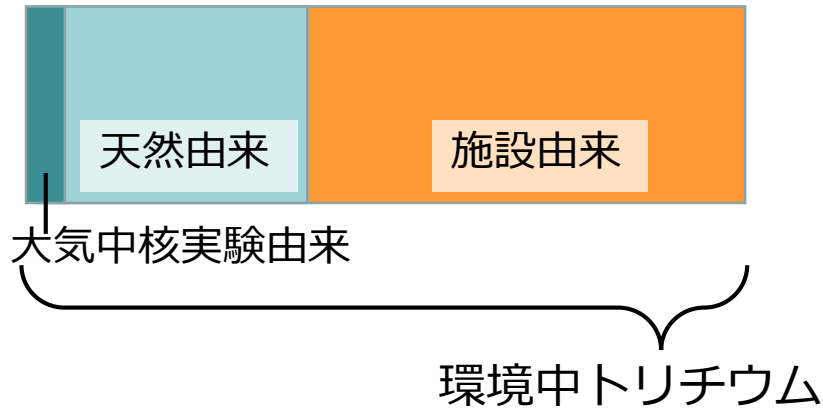 天然由来
施設由来
大気中核実験由来
環境中トリチウム